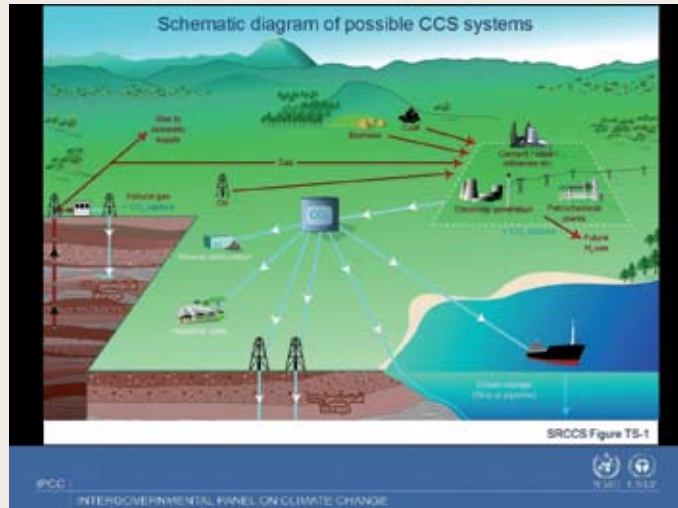 Schematic diagram of possible CCS systems
Gas to
domestic
supply
Coal
Biomass
Cement / steel /
refineries etc
Gas
Natural gas
+ CO₂ capture
Oil
Electricity generation
Petrochemical
plants
+ CO₂ capture
CO₂
Future
H₂ use
Mineral carbonation
Ocean storage
(Ship or pipeline)
SRCCS Figure TS-1
IPCC
WMO UNEP
INTERGOVERNMENTAL PANEL ON CLIMATE CHANGE